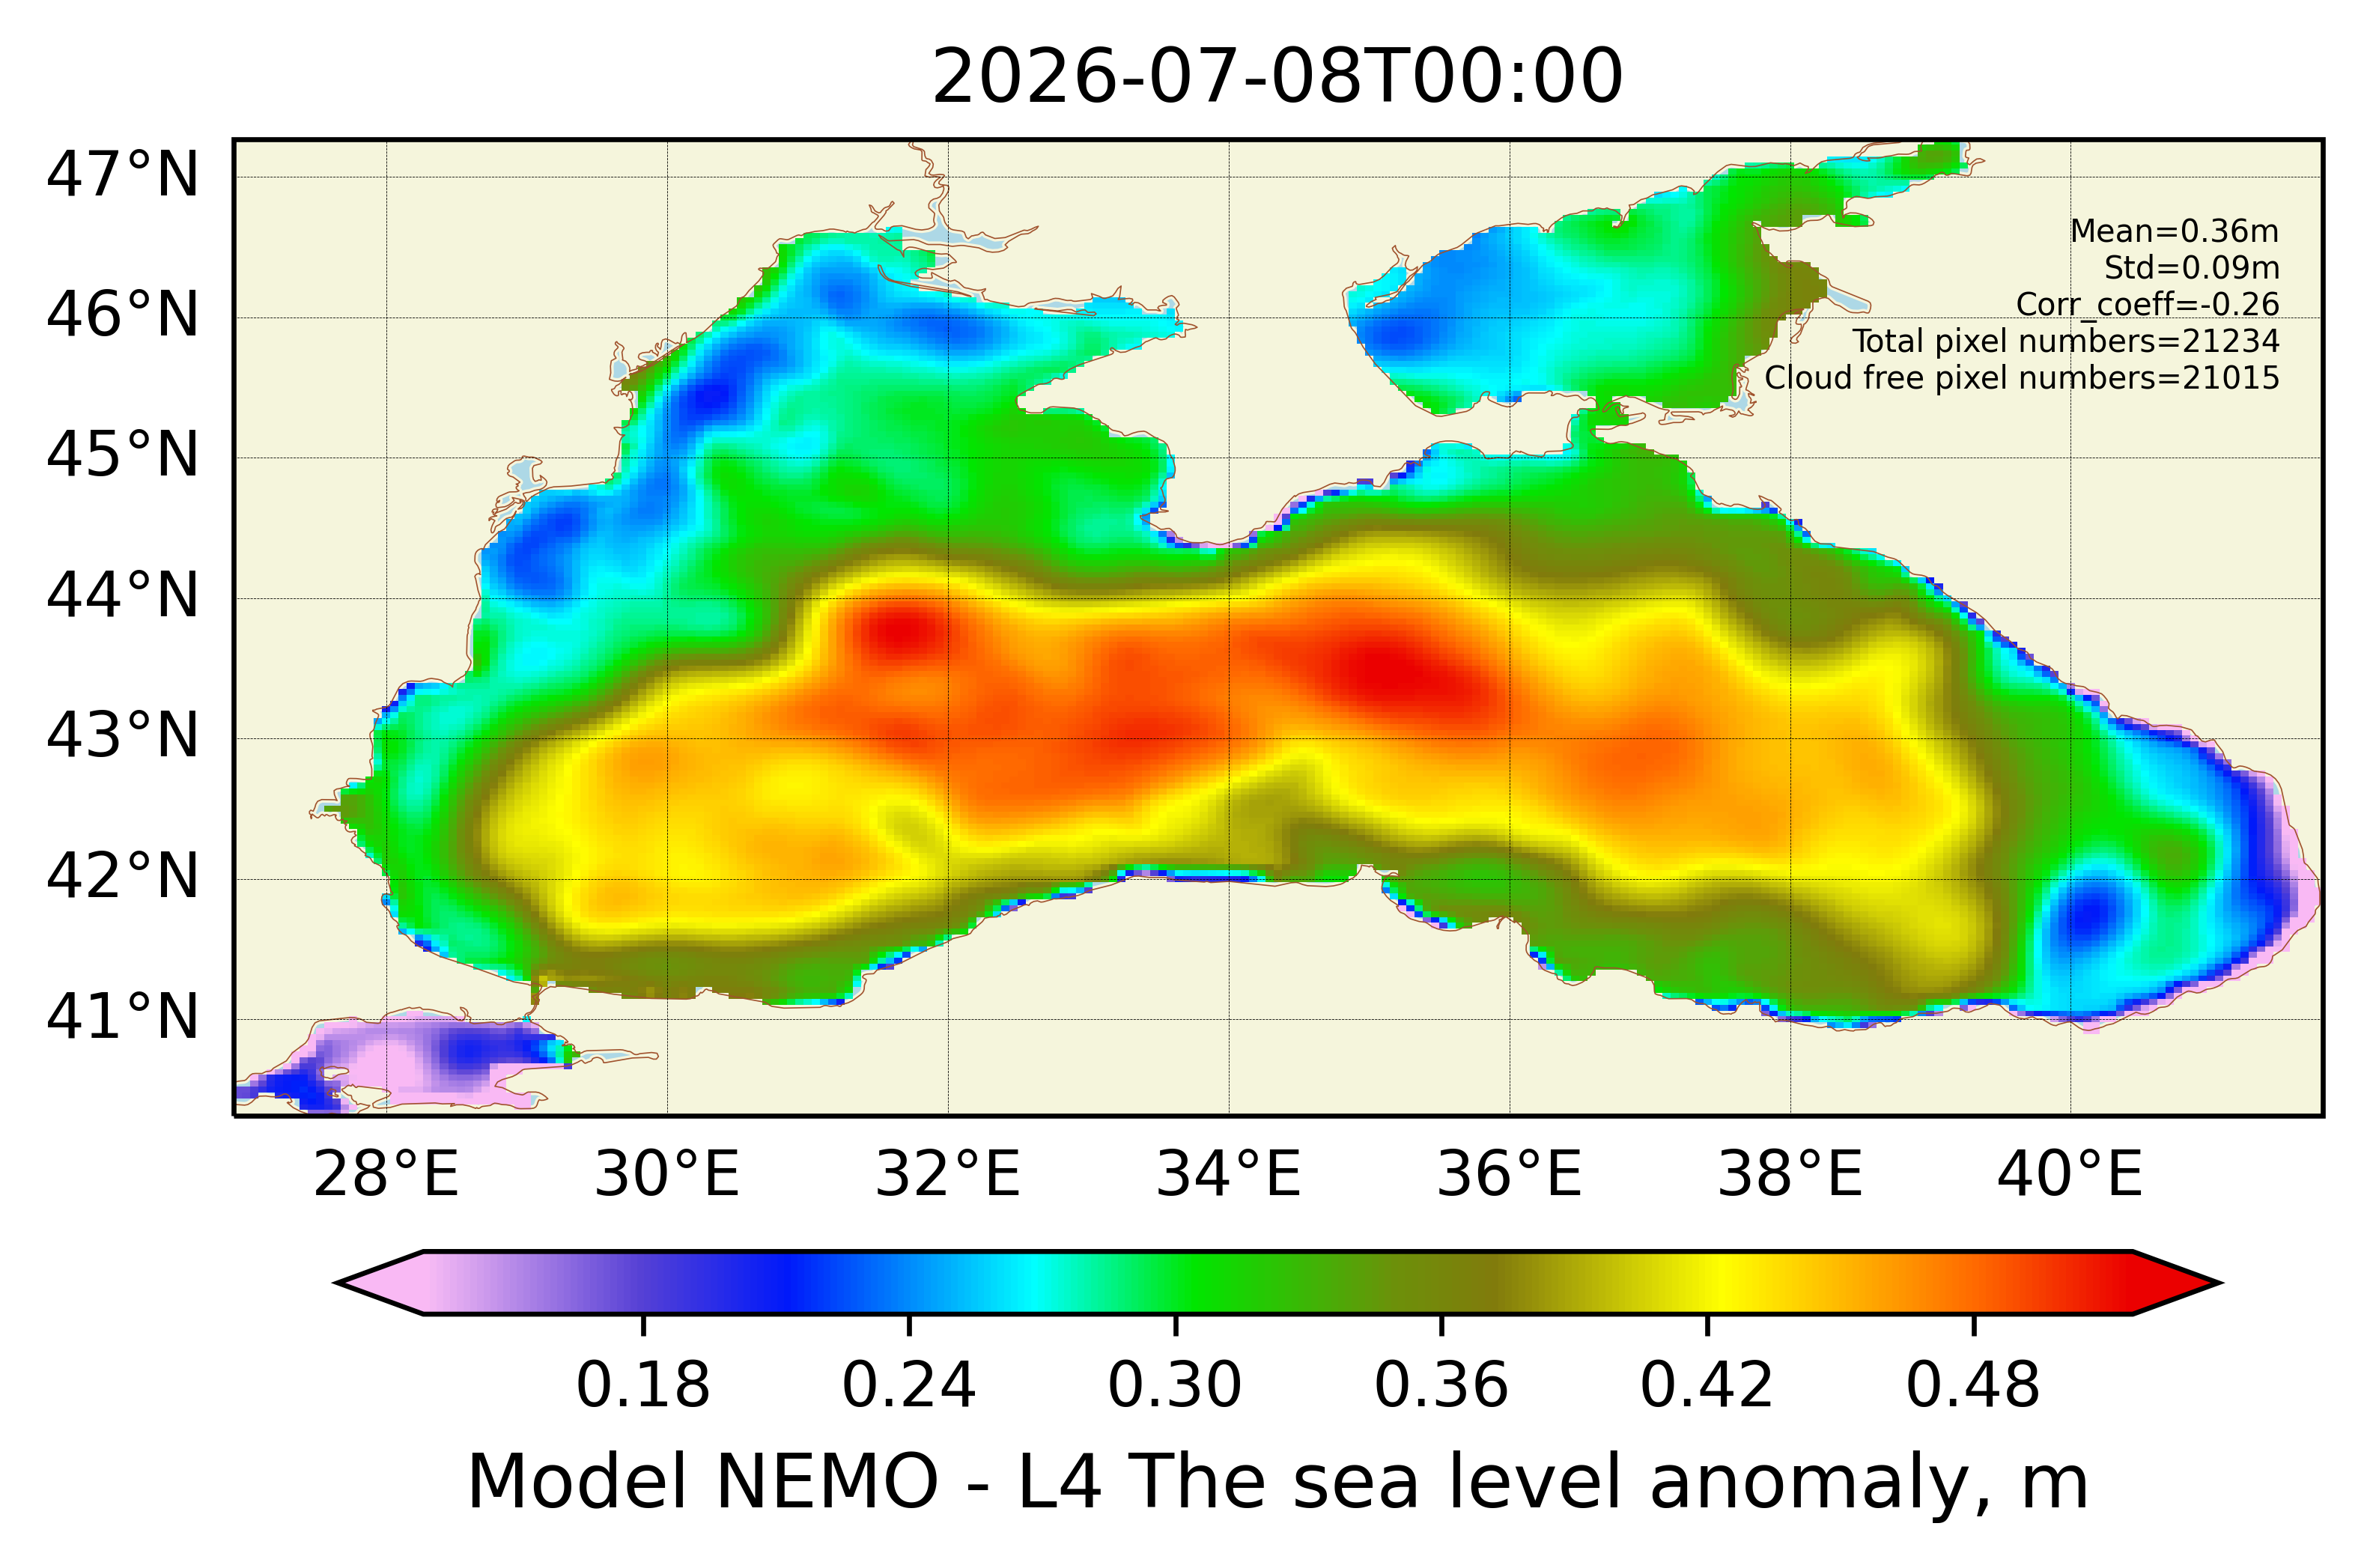 2026-07-08T00:00
47°N
46°N
45°N
44°N
43°N
42°N
41°N
Mean=0.36m
Std=0.09m
Corr_coeff=-0.26
Total pixel numbers=21234
Cloud free pixel numbers=21015
28°E 30°E 32°E 34°E 36°E 38°E 40°E
0.18 0.24 0.30 0.36 0.42 0.48
Model NEMO - L4 The sea level anomaly, m